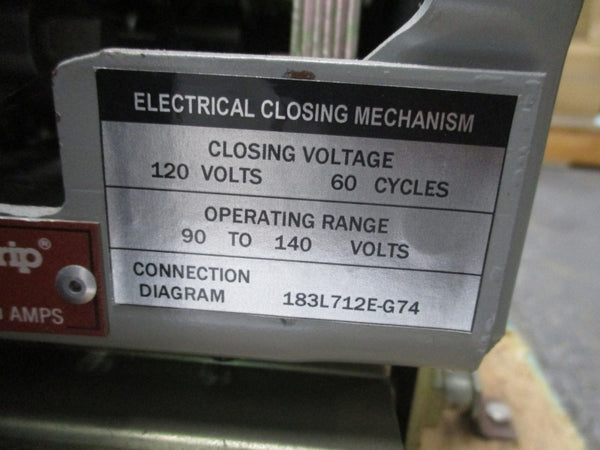 ELECTRICAL CLOSING MECHANISM
CLOSING VOLTAGE
120 VOLTS 60 CYCLES
OPERATING RANGE
90 TO 140 VOLTS
CONNECTION
DIAGRAM 183L712E-G74
rip®
AMPS